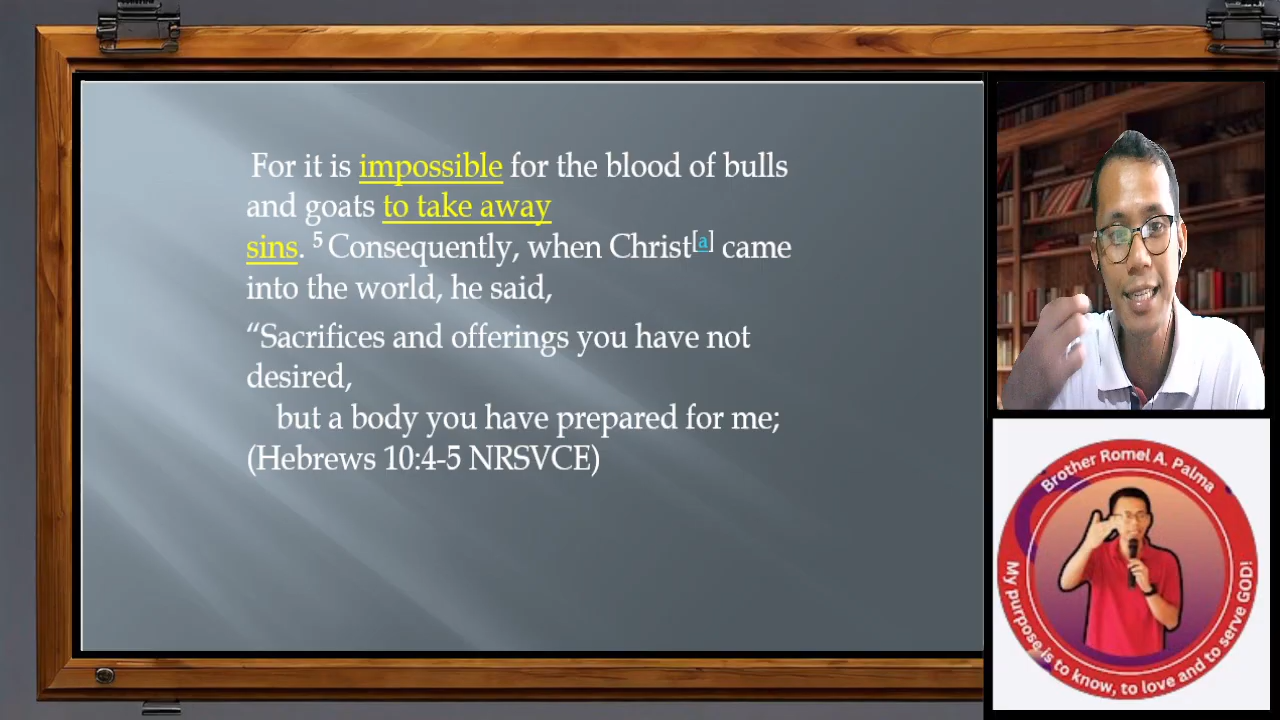 For it is impossible for the blood of bulls
and goats to take away
sins. 5 Consequently, when Christ[a] came
into the world, he said,
“Sacrifices and offerings you have not
desired,
but a body you have prepared for me;
(Hebrews 10:4-5 NRSVCE)
Brother Romel A. Palma
My purpose is to know, to love and to serve GOD!